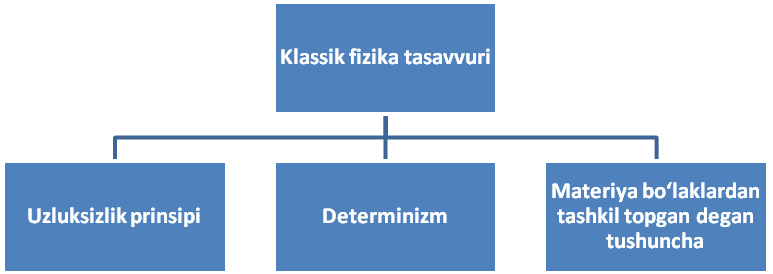 Klassik fizika tasavvuri
Uzluksizlik prinsipi
Determinizm
Materiya bo‘laklardan
tashkil topgan degan
tushuncha